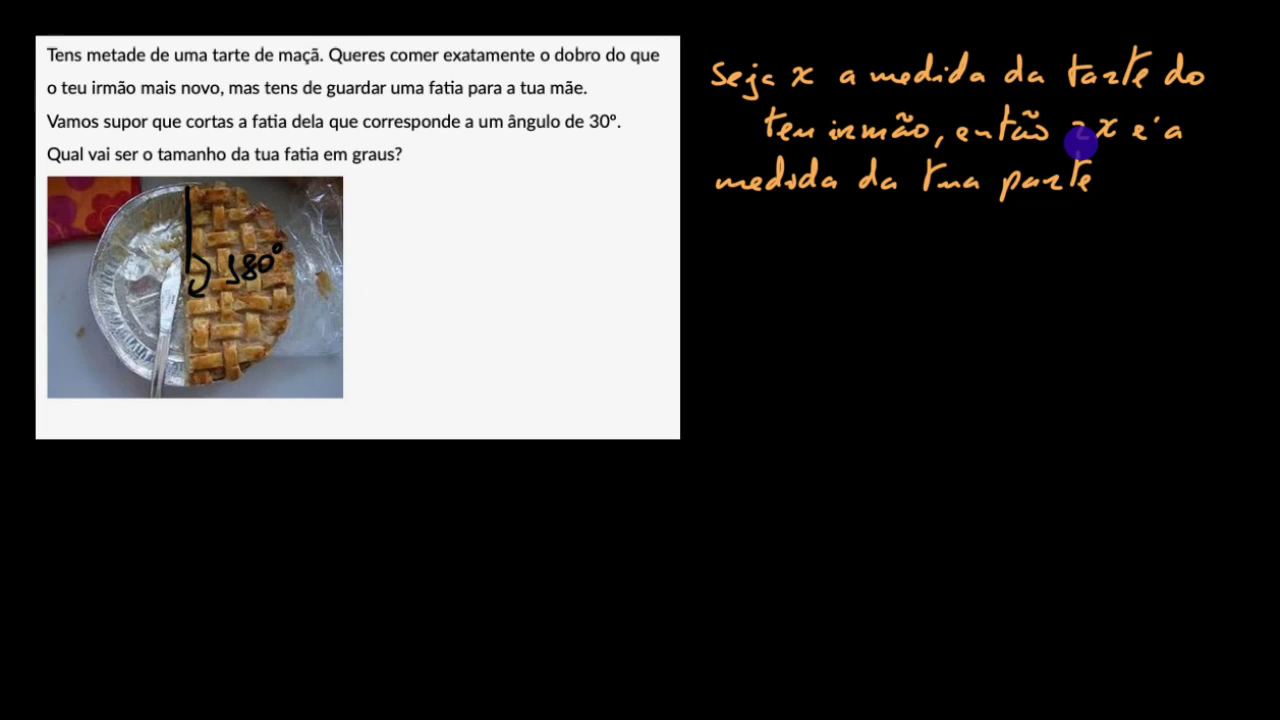 Tens metade de uma tarte de maçã. Queres comer exatamente o dobro do que
o teu irmão mais novo, mas tens de guardar uma fatia para a tua mãe.
Vamos supor que cortas a fatia dela que corresponde a um ângulo de 30º.
Qual vai ser o tamanho da tua fatia em graus?
180°
Seja x a medida da tarte do
teu irmão, então 2x é a
medida da tua parte